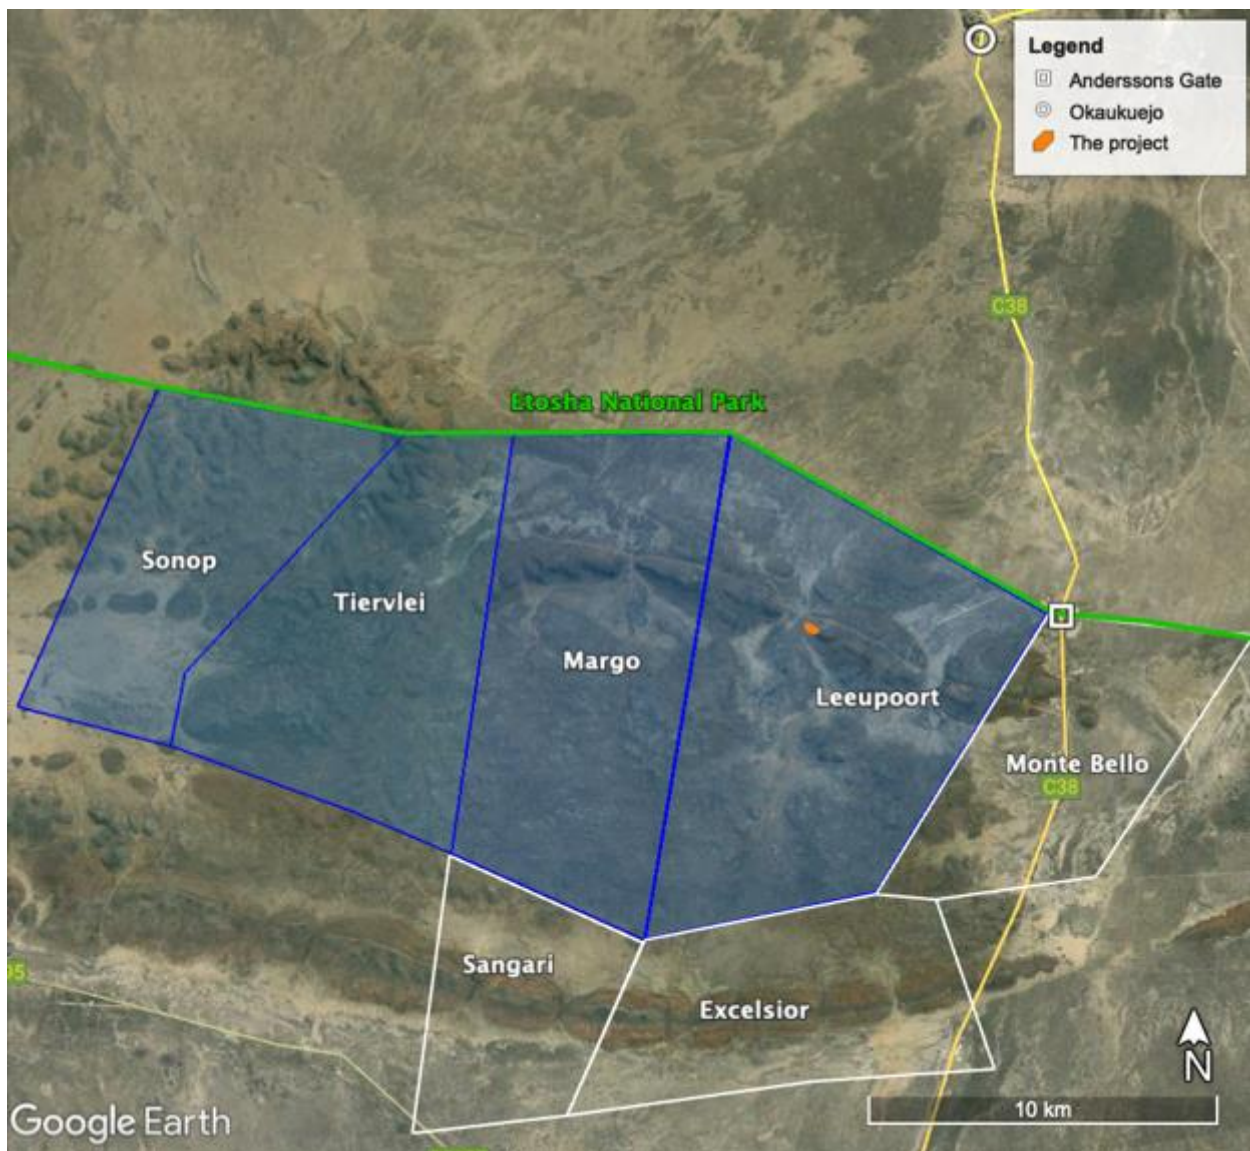 Legend
Anderssons Gate
Okaukuejo
The project
C38
Etosha National Park
Sonop
Tiervlei
Margo
Leeupoort
Monte Bello
C38
Sangari
95
Excelsior
N
10 km
Google Earth